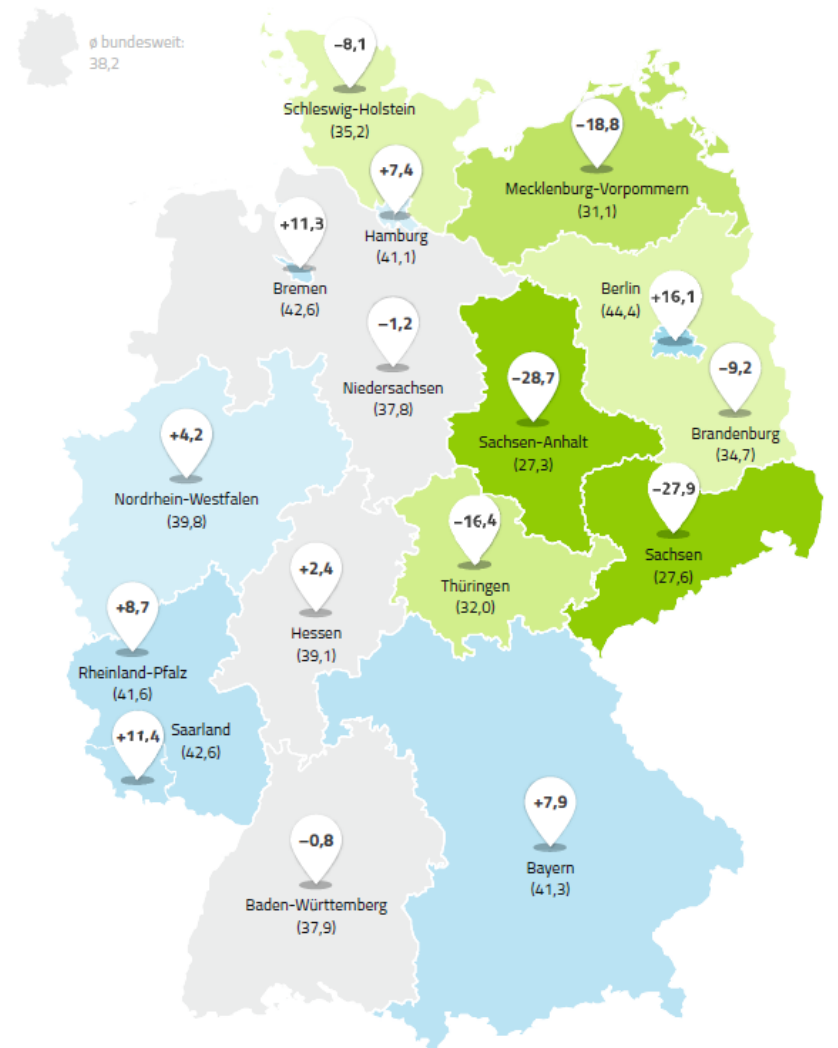 ø bundesweit:
38,2
−8,1
Schleswig-Holstein
(35,2)
−18,8
Mecklenburg-Vorpommern
(31,1)
+7,4
Hamburg
(41,1)
+11,3
Bremen
(42,6)
Berlin
(44,4)
+16,1
−1,2
Niedersachsen
(37,8)
−28,7
Sachsen-Anhalt
(27,3)
−9,2
Brandenburg
(34,7)
+4,2
Nordrhein-Westfalen
(39,8)
−27,9
Sachsen
(27,6)
−16,4
Thüringen
(32,0)
+2,4
Hessen
(39,1)
+8,7
Rheinland-Pfalz
(41,6)
+11,4
Saarland
(42,6)
+7,9
Bayern
(41,3)
−0,8
Baden-Württemberg
(37,9)